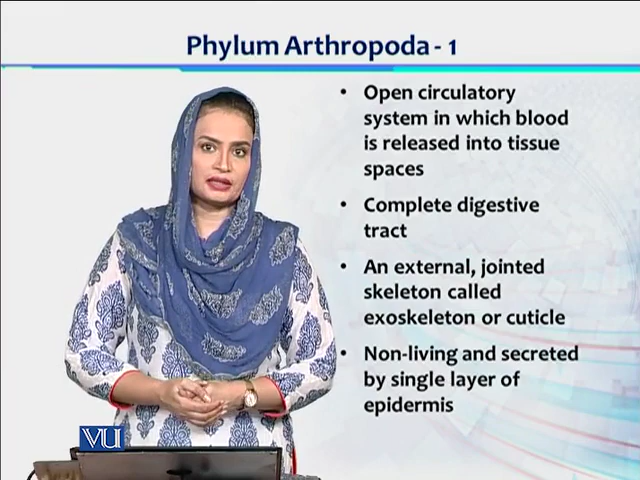 Phylum Arthropoda - 1
• Open circulatory
system in which blood
is released into tissue
spaces
• Complete digestive
tract
• An external, jointed
skeleton called
exoskeleton or cuticle
• Non-living and secreted
by single layer of
epidermis
VU